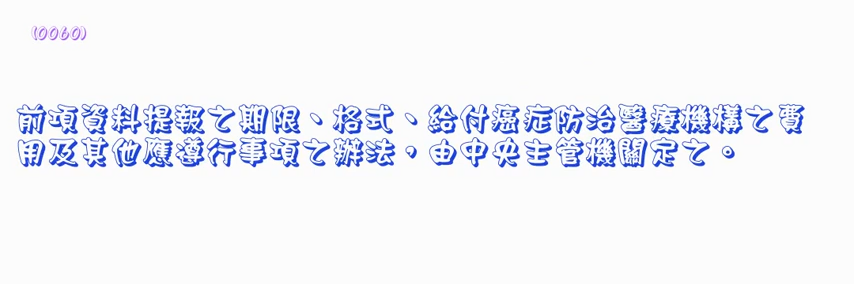 (0060)
前項資料提報之期限、格式、給付癌症防治醫療機構之費
用及其他應遵行事項之辦法，由中央主管機關定之。